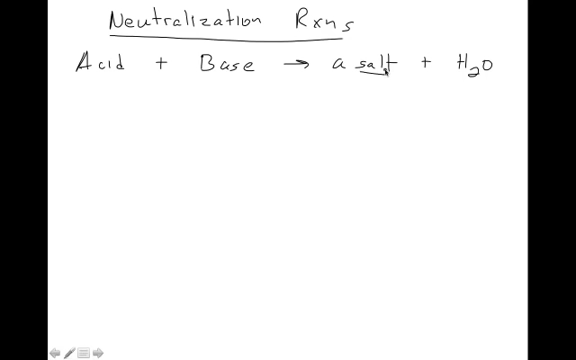 Neutralization Rxns
Acid + Base → a salt + H₂O